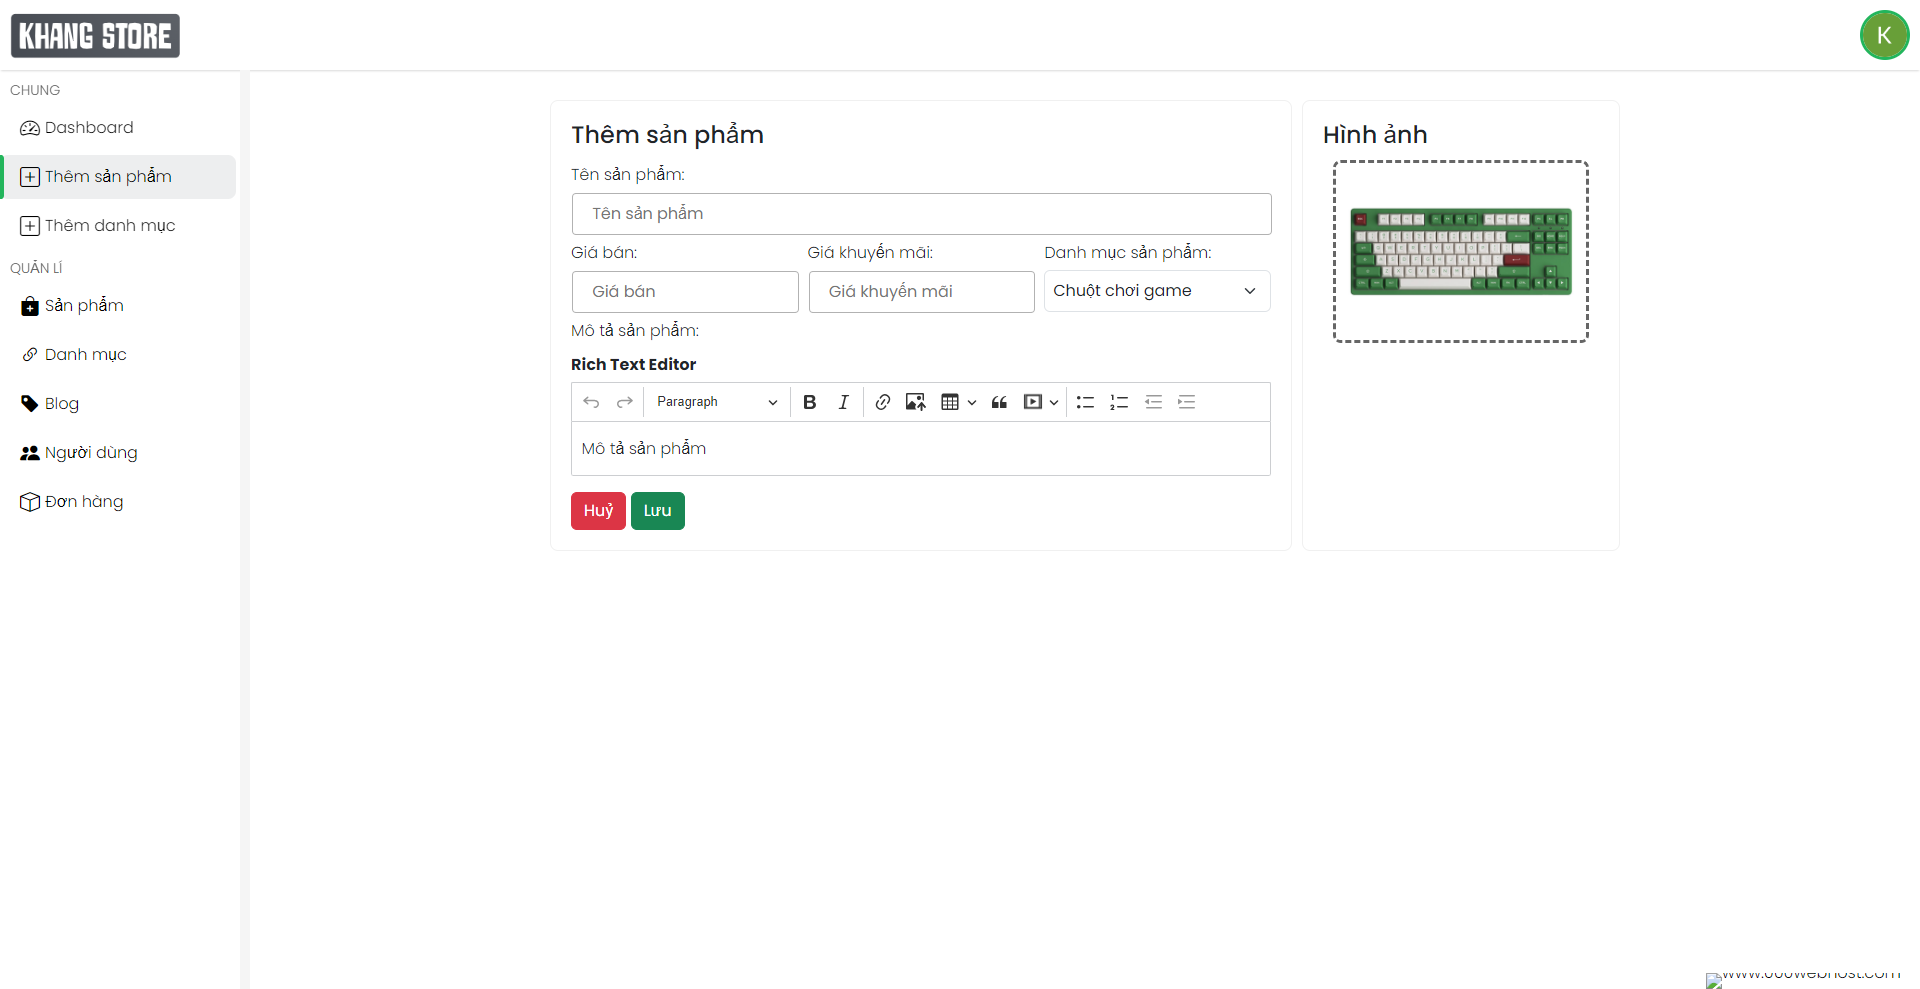 KHANG STORE
K
CHUNG
Dashboard
Thêm sản phẩm
Thêm danh mục
QUẢN LÍ
Sản phẩm
Danh mục
Blog
Người dùng
Đơn hàng
Thêm sản phẩm
Tên sản phẩm:
Tên sản phẩm
Giá bán: Giá khuyến mãi: Danh mục sản phẩm:
Giá bán Giá khuyến mãi Chuột chơi game
Mô tả sản phẩm:
Rich Text Editor
Paragraph B I
Mô tả sản phẩm
Huỷ Lưu
Hình ảnh
www.000webhost.com